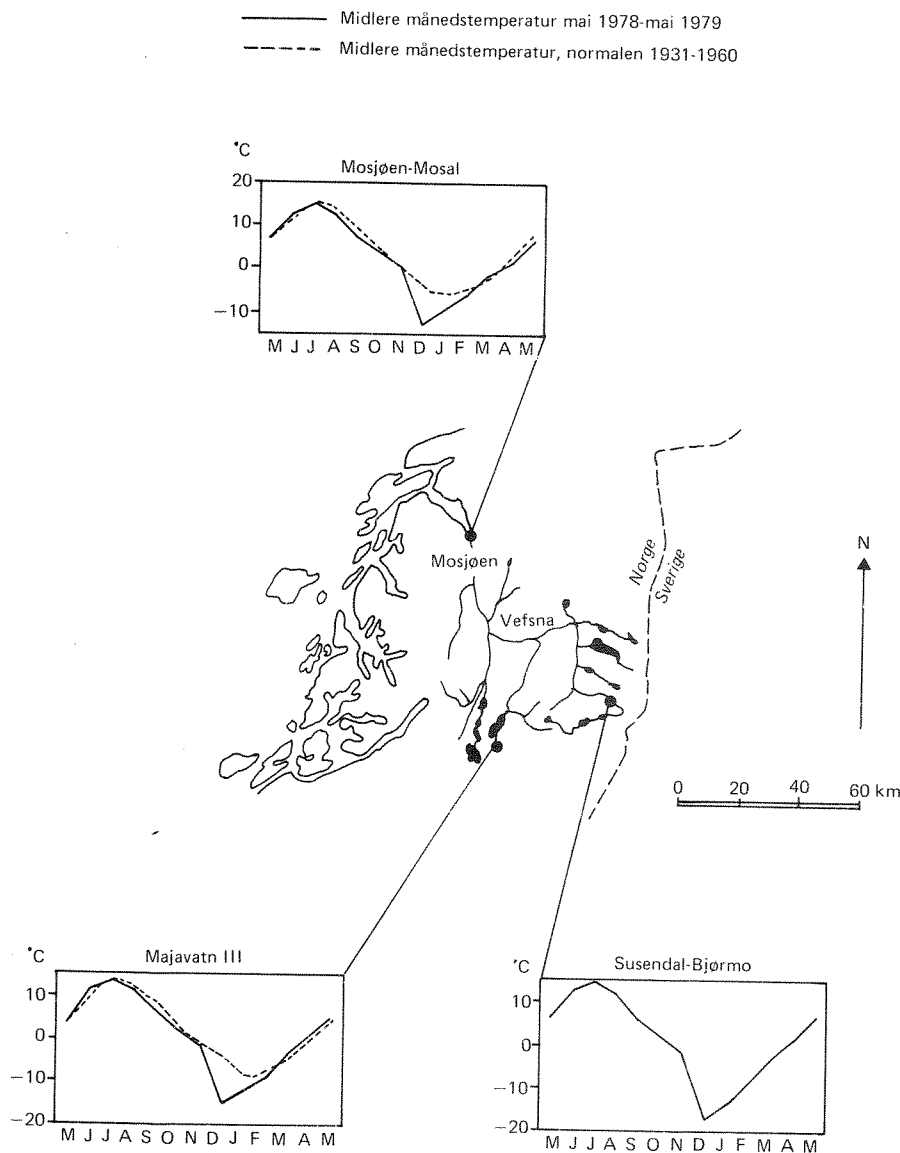 Midlere månedstemperatur mai 1978-mai 1979
Midlere månedstemperatur, normalen 1931-1960
°C
Mosjøen-Mosal
20
10
0
−10
M J J A S O N D J F M A M
Mosjøen
Vefsna
Norge
Sverige
N
0 20 40 60 km
°C
Majavatn III
10
0
−10
−20
M J J A S O N D J F M A M
°C
Susendal-Bjørmo
10
0
−10
−20
M J J A S O N D J F M A M